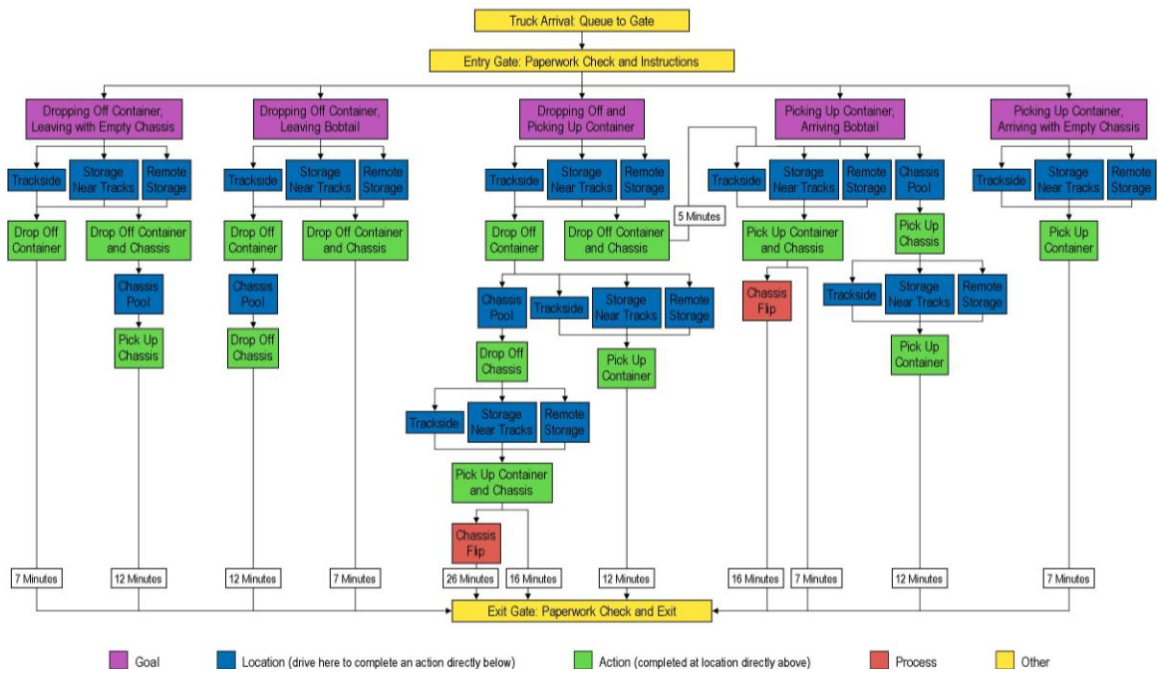 Truck Arrival: Queue to Gate
Entry Gate: Paperwork Check and Instructions
Dropping Off Container,
Leaving with Empty Chassis
Dropping Off Container,
Leaving Bobtail
Dropping Off and
Picking Up Container
Picking Up Container,
Arriving Bobtail
Picking Up Container,
Arriving with Empty Chassis
Trackside
Storage
Near Tracks
Remote
Storage
Trackside
Storage
Near Tracks
Remote
Storage
Trackside
Storage
Near Tracks
Remote
Storage
Trackside
Storage
Near Tracks
Remote
Storage
Chassis
Pool
Trackside
Storage
Near Tracks
Remote
Storage
5 Minutes
Drop Off
Container
Drop Off Container
and Chassis
Drop Off
Container
Drop Off Container
and Chassis
Drop Off
Container
Drop Off Container
and Chassis
Pick Up Container
and Chassis
Pick Up
Chassis
Pick Up
Container
Chassis
Pool
Chassis
Pool
Chassis
Pool
Trackside
Storage
Near Tracks
Remote
Storage
Chassis
Flip
Trackside
Storage
Near Tracks
Remote
Storage
Pick Up
Chassis
Drop Off
Chassis
Drop Off
Chassis
Pick Up
Container
Pick Up
Container
Trackside
Storage
Near Tracks
Remote
Storage
Pick Up Container
and Chassis
Chassis
Flip
7 Minutes
12 Minutes
12 Minutes
7 Minutes
26 Minutes
16 Minutes
12 Minutes
16 Minutes
7 Minutes
12 Minutes
7 Minutes
Exit Gate: Paperwork Check and Exit
Goal
Location (drive here to complete an action directly below)
Action (completed at location directly above)
Process
Other